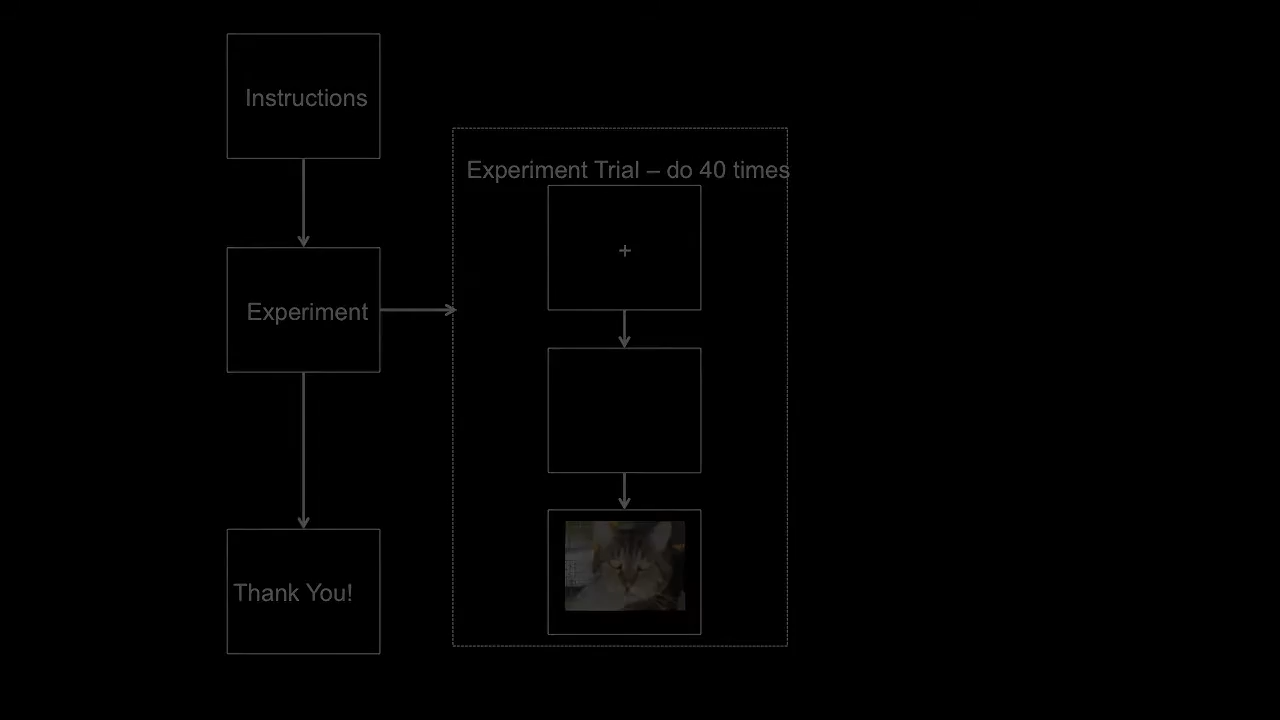 Instructions
Experiment Trial – do 40 times
+
Experiment
Thank You!